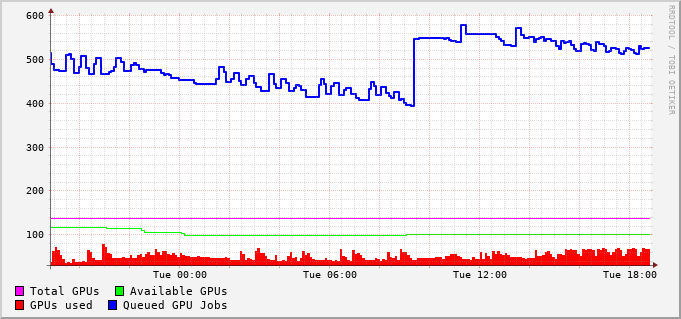 600
500
400
300
200
100
Tue 00:00 Tue 06:00 Tue 12:00 Tue 18:00
Total GPUs Available GPUs
GPUs used Queued GPU Jobs
RRDTOOL / TOBI OETIKER